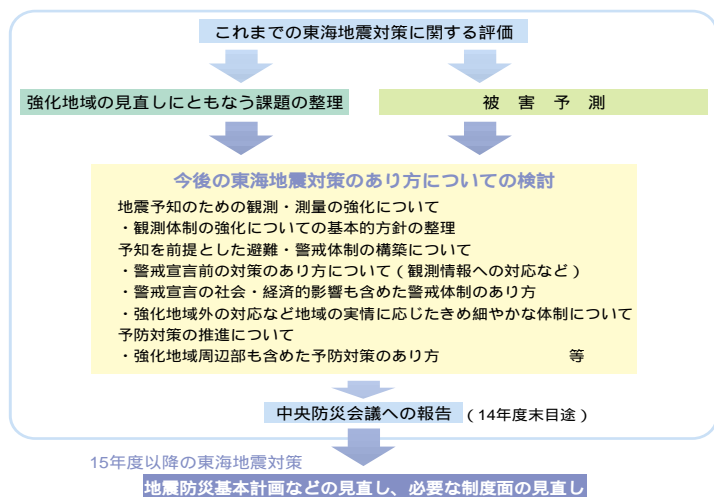 これまでの東海地震対策に関する評価
強化地域の見直しにともなう課題の整理
被害予測
今後の東海地震対策のあり方についての検討
地震予知のための観測・測量の強化について
・観測体制の強化についての基本的方針の整理
予知を前提とした避難・警戒体制の構築について
・警戒宣言前の対策のあり方について(観測情報への対応など)
・警戒宣言の社会・経済的影響も含めた警戒体制のあり方
・強化地域外の対応など地域の実情に応じたきめ細やかな体制について
予防対策の推進について
・強化地域周辺部も含めた予防対策のあり方 等
中央防災会議への報告(14年度末目途)
15年度以降の東海地震対策
地震防災基本計画などの見直し、必要な制度面の見直し